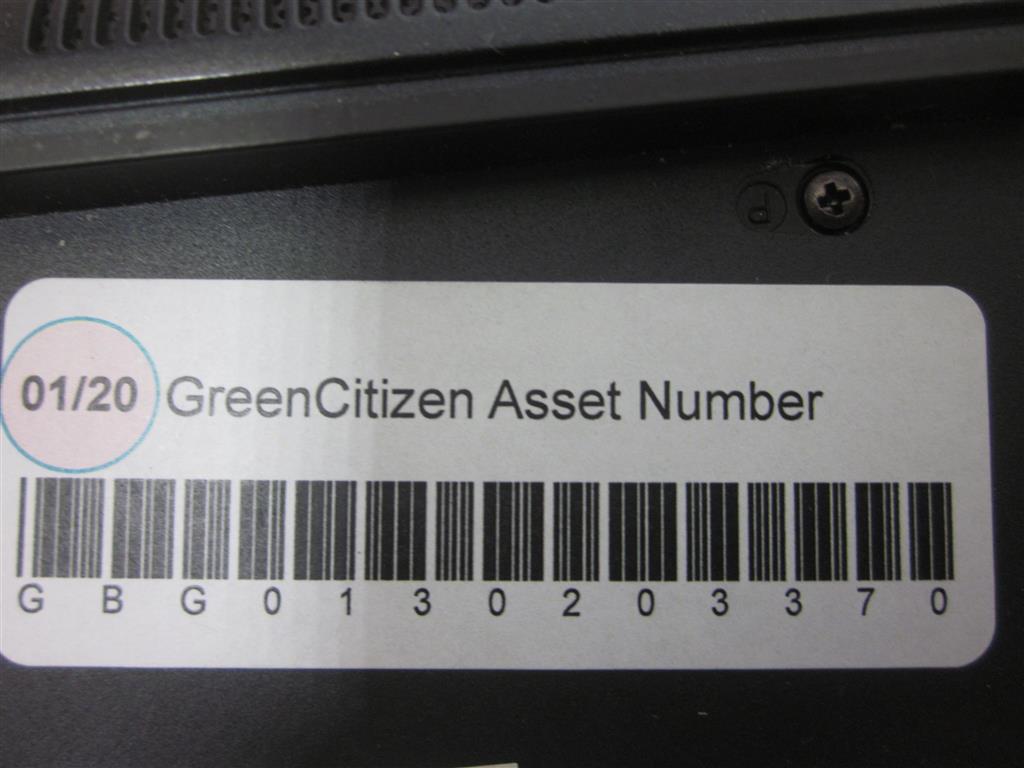 01/20 GreenCitizen Asset Number
G B G 0 1 3 0 2 0 3 3 7 0